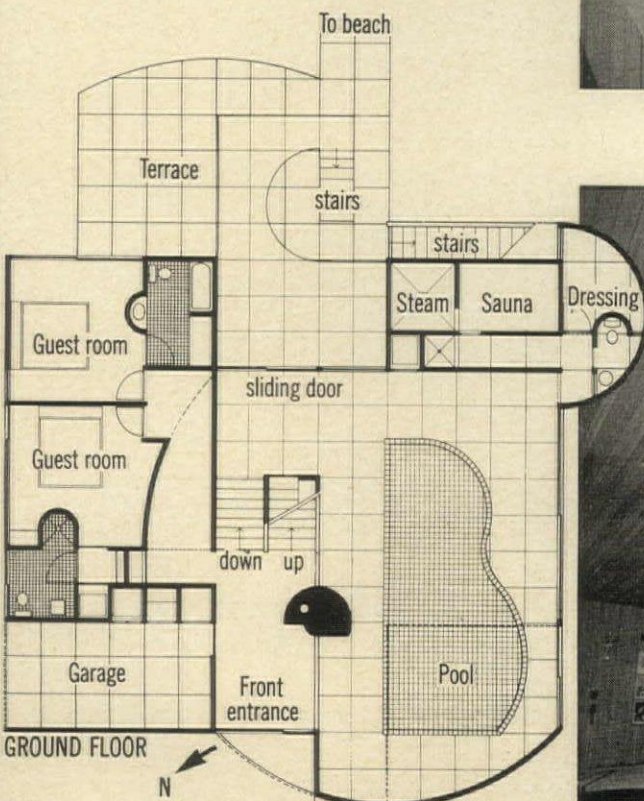 To beach
Terrace
stairs
stairs
Steam
Sauna
Dressing
Guest room
sliding door
Guest room
down
up
Garage
Front
entrance
Pool
GROUND FLOOR
N